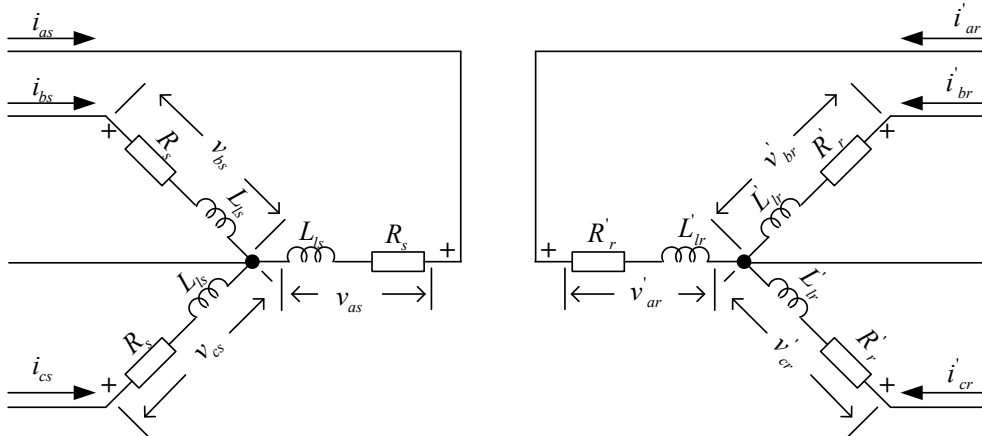 i_as
i'_ar
i_bs
i'_br
+ R_s v_bs L_ls
v'_br R'_r +
L'_lr
L_ls R_s +
+ R'_r L'_lr
v_as
v'_ar
L_ls
L'_lr
R_s v_cs
v'_cr R'_r
i_cs +
+ i'_cr